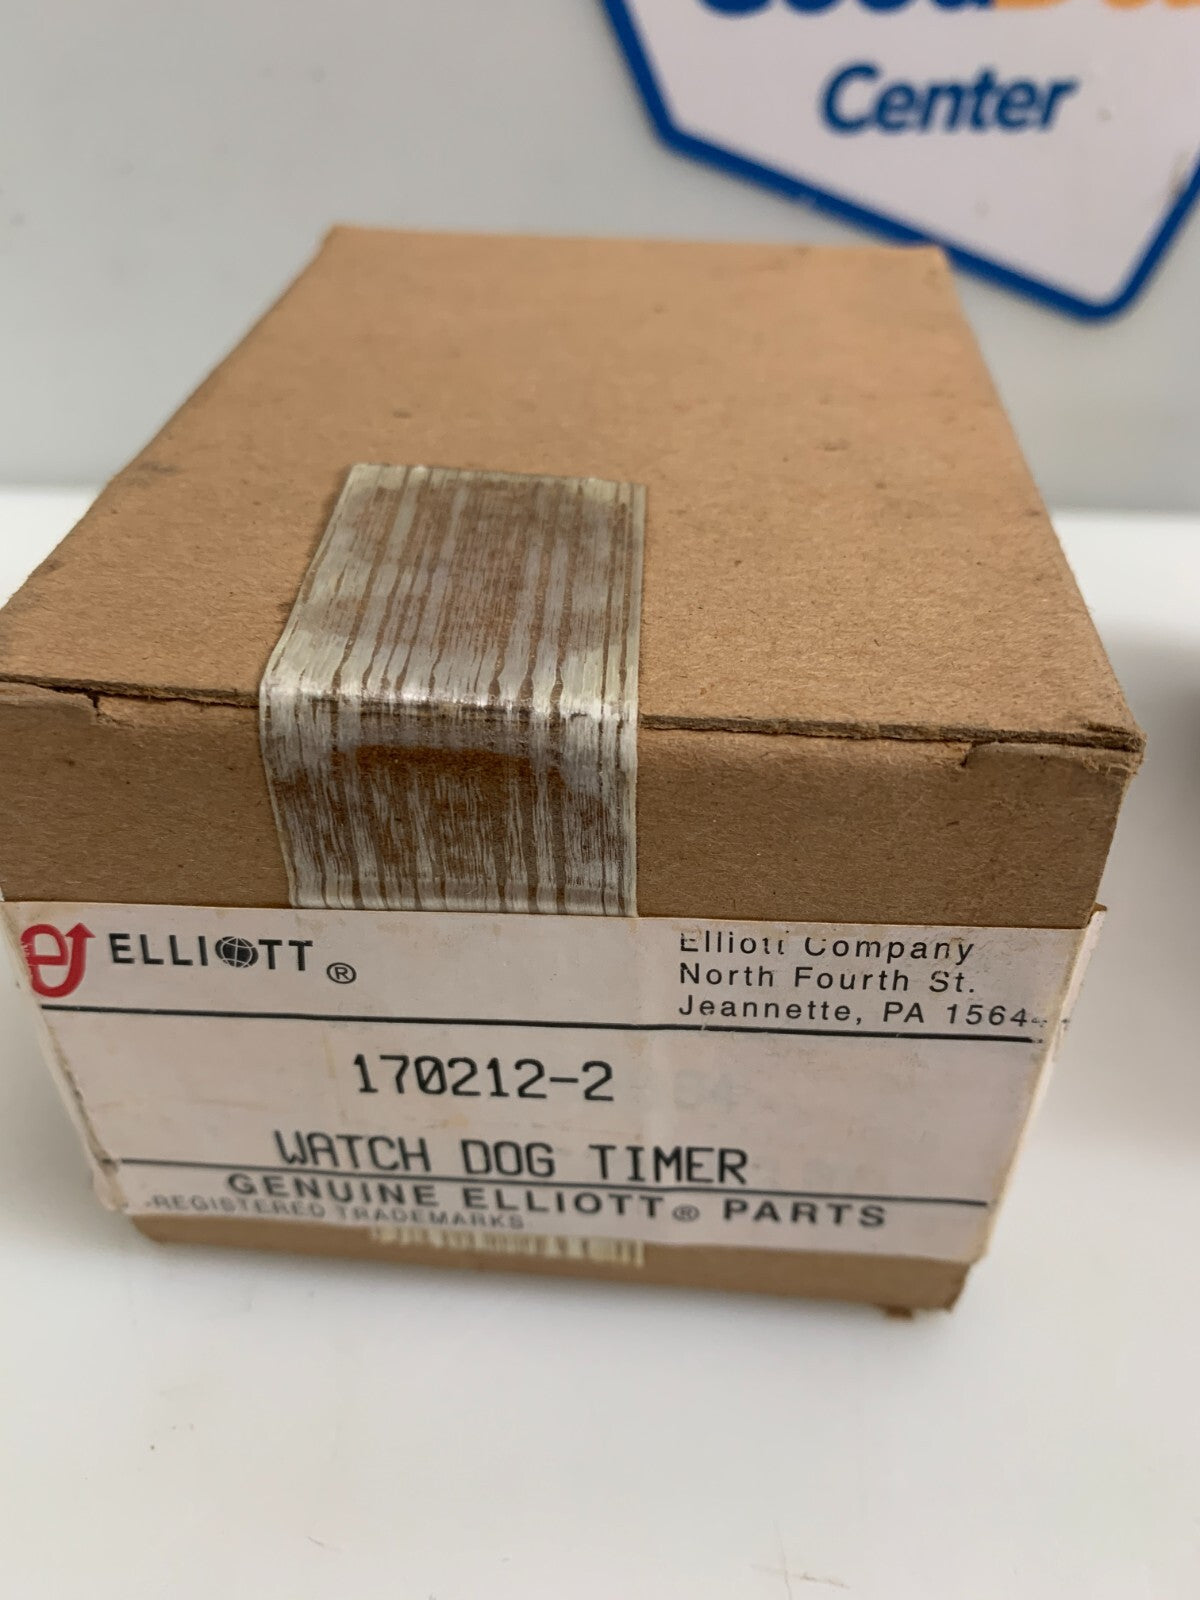 Center
ELLIOTT ®
Elliott Company
North Fourth St.
Jeannette, PA 1564
170212-2
WATCH DOG TIMER
GENUINE ELLIOTT® PARTS
REGISTERED TRADEMARKS